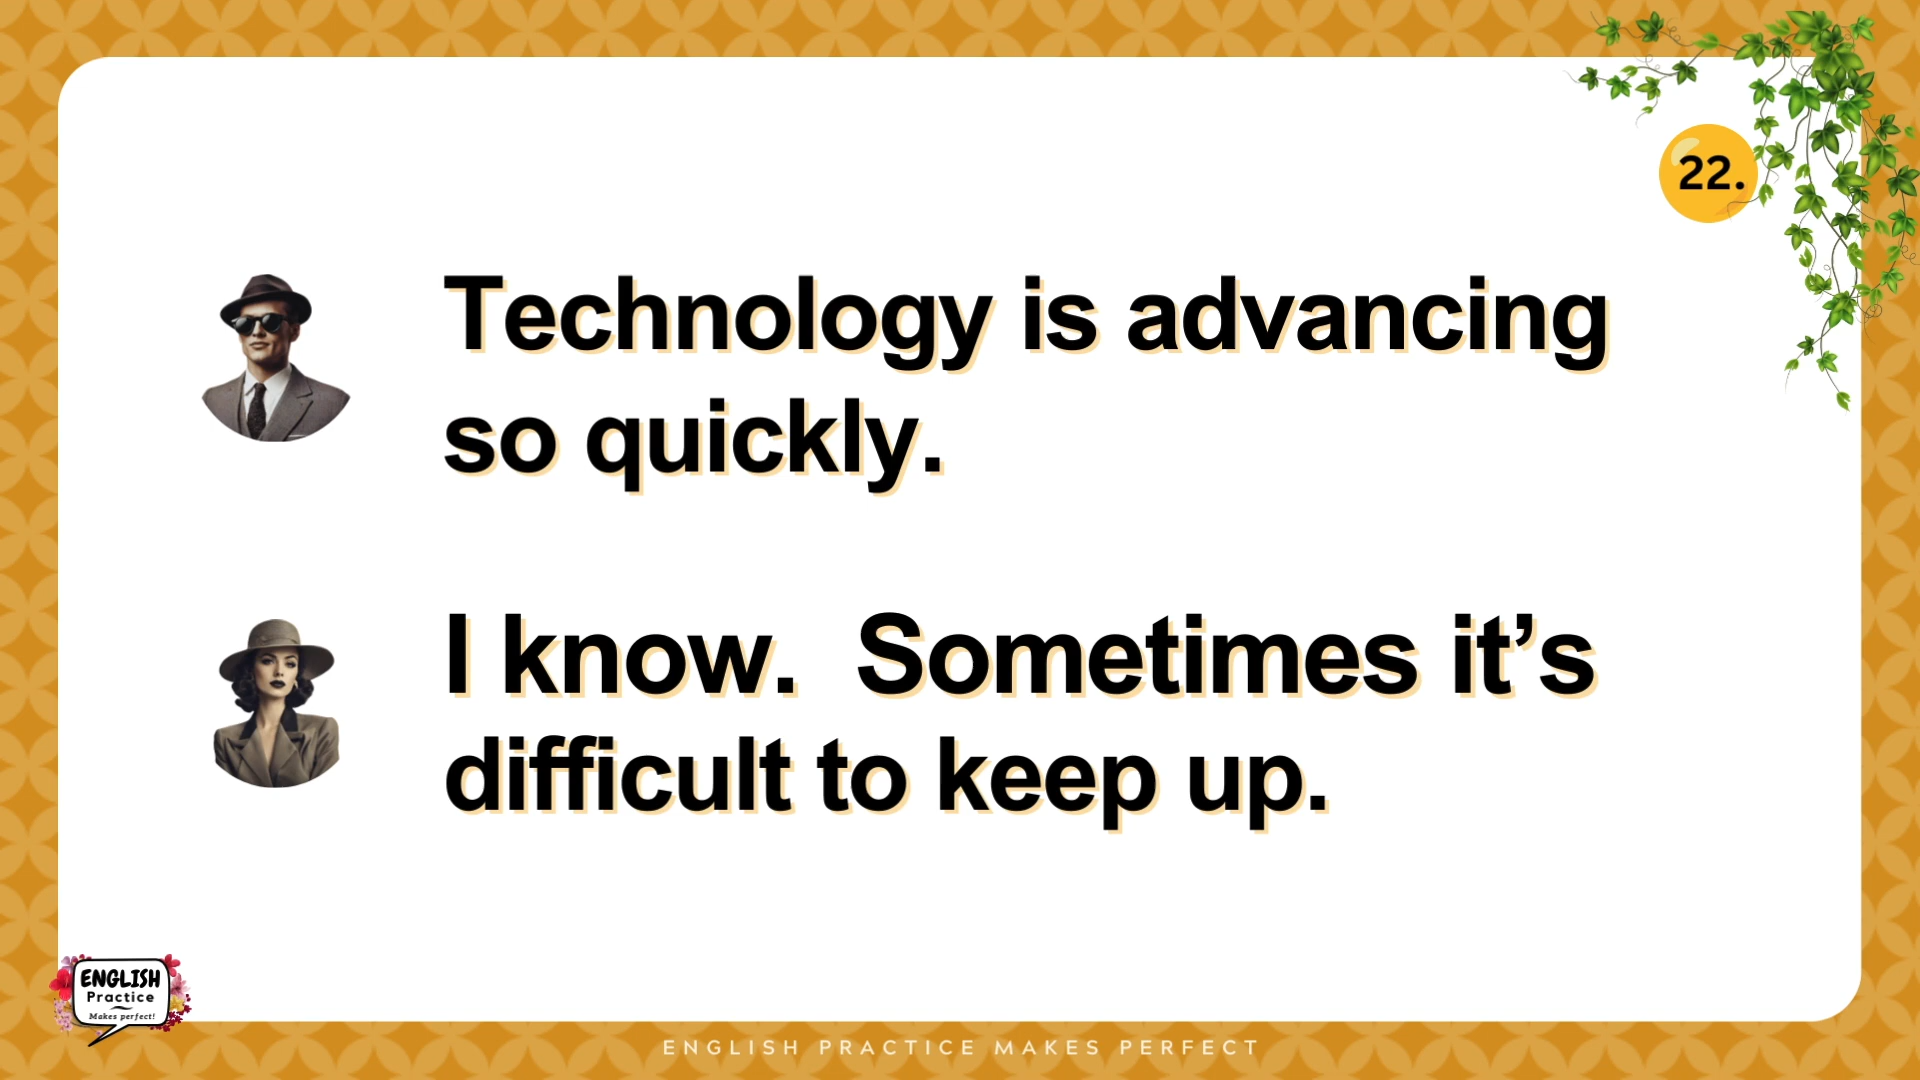 22.
Technology is advancing
so quickly.
I know.  Sometimes it’s
difficult to keep up.
ENGLISH
Practice
Makes perfect!
ENGLISH PRACTICE MAKES PERFECT